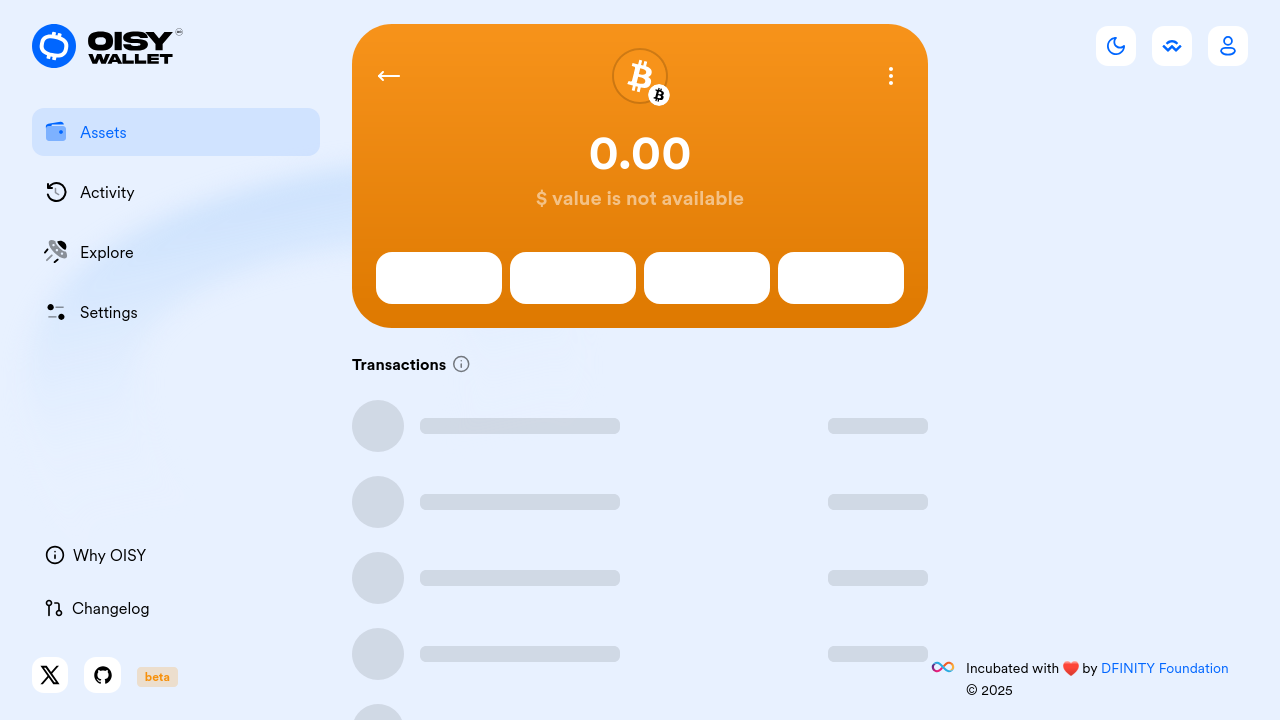 OISY
WALLET
Assets
Activity
Explore
Settings
Why OISY
Changelog
beta
0.00
$ value is not available
Transactions
Incubated with ❤️ by DFINITY Foundation
© 2025